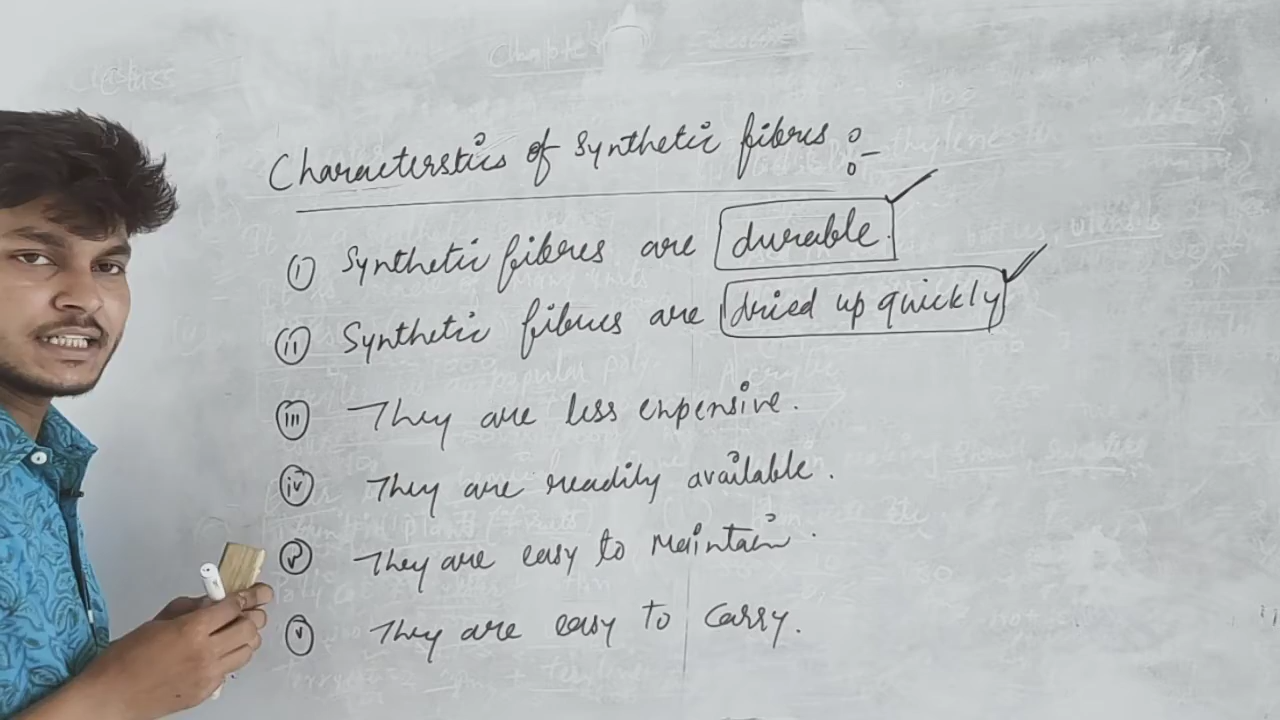 Characterstics of Synthetic fibres :-
(i) Synthetic fibres are durable.
(ii) Synthetic fibres are dried up quickly
(iii) They are less expensive.
(iv) They are readily available.
(v) They are easy to maintain.
(v) They are easy to carry.